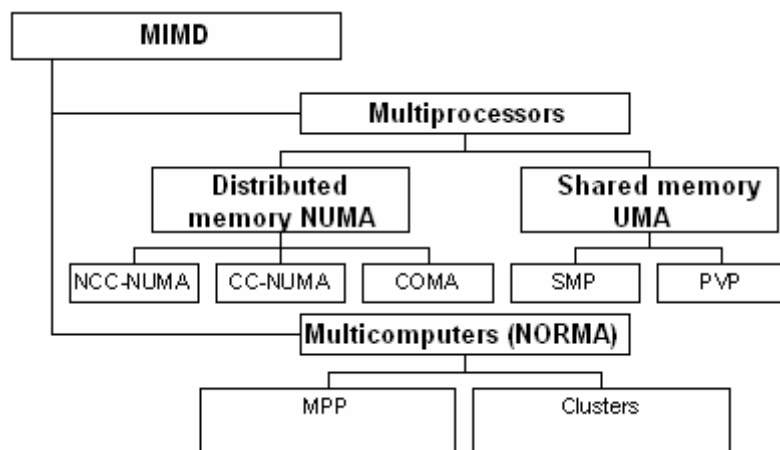 MIMD
Multiprocessors
Distributed
memory NUMA
Shared memory
UMA
NCC-NUMA
CC-NUMA
COMA
SMP
PVP
Multicomputers (NORMA)
MPP
Clusters